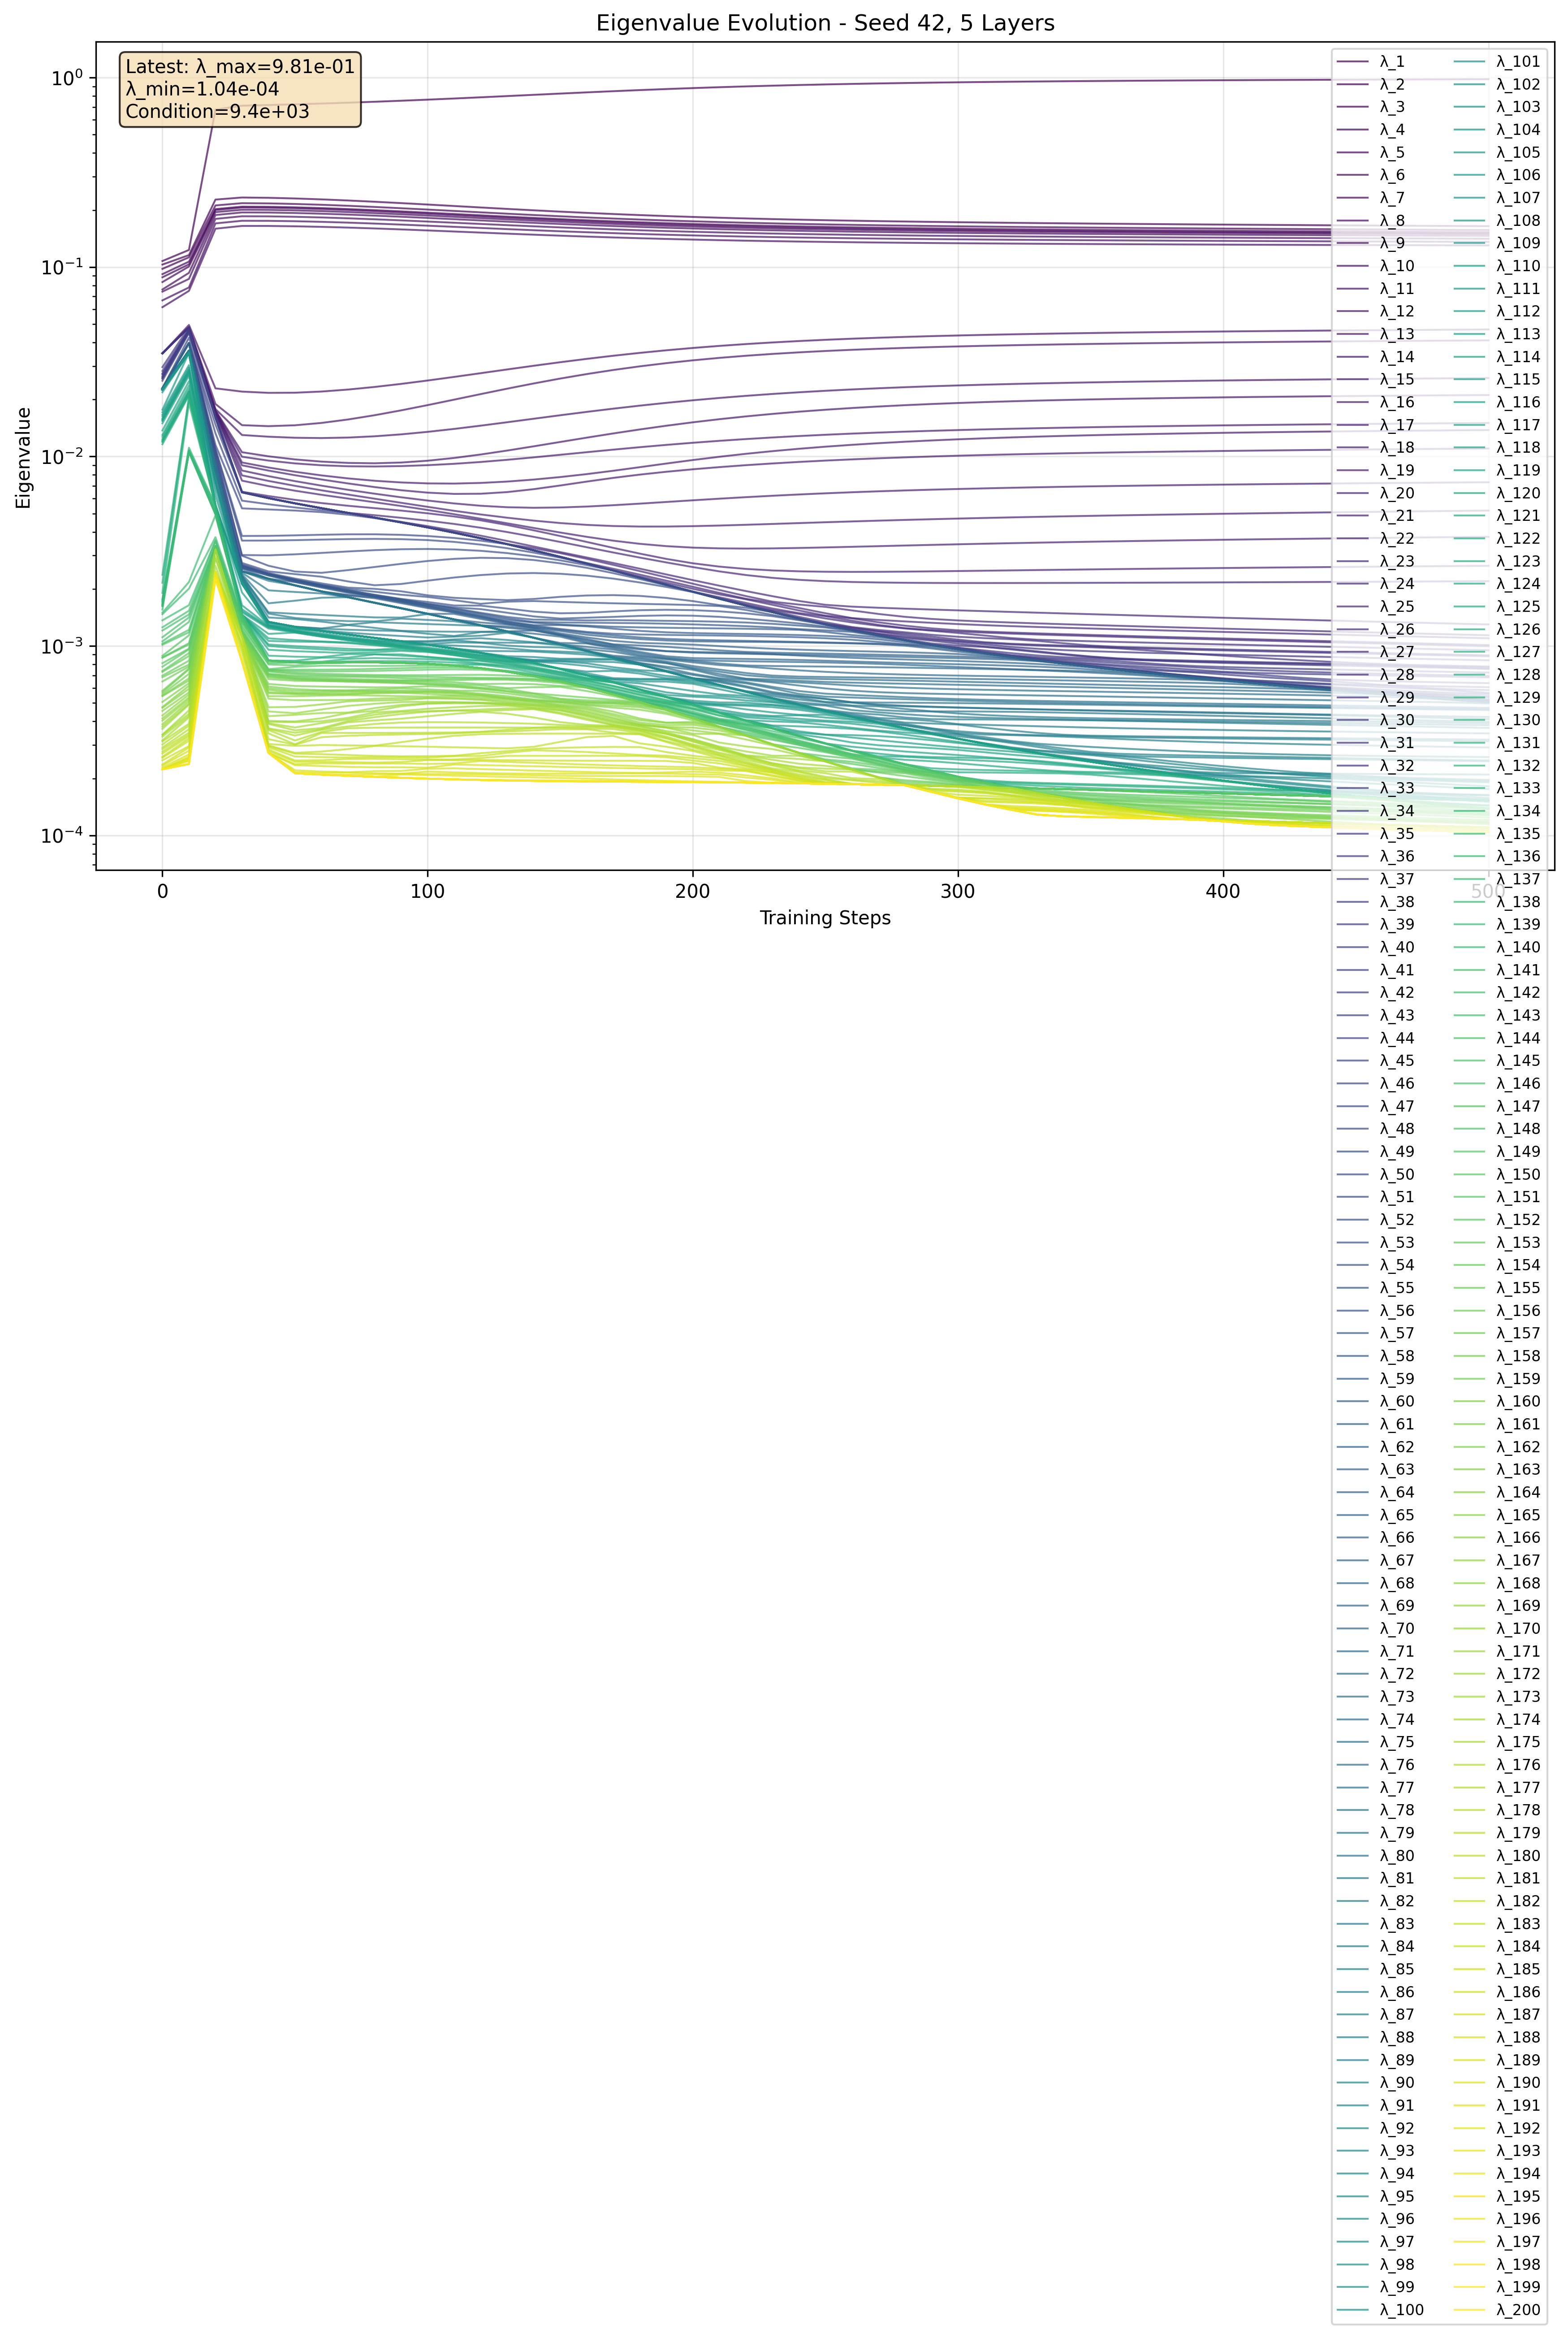 Eigenvalue Evolution - Seed 42, 5 Layers
Latest: λ_max=9.81e-01
λ_min=1.04e-04
Condition=9.4e+03
Eigenvalue
10⁰
10⁻¹
10⁻²
10⁻³
10⁻⁴
0
100
200
300
400
500
Training Steps
λ_1
λ_2
λ_3
λ_4
λ_5
λ_6
λ_7
λ_8
λ_9
λ_10
λ_11
λ_12
λ_13
λ_14
λ_15
λ_16
λ_17
λ_18
λ_19
λ_20
λ_21
λ_22
λ_23
λ_24
λ_25
λ_26
λ_27
λ_28
λ_29
λ_30
λ_31
λ_32
λ_33
λ_34
λ_35
λ_36
λ_37
λ_38
λ_39
λ_40
λ_41
λ_42
λ_43
λ_44
λ_45
λ_46
λ_47
λ_48
λ_49
λ_50
λ_51
λ_52
λ_53
λ_54
λ_55
λ_56
λ_57
λ_58
λ_59
λ_60
λ_61
λ_62
λ_63
λ_64
λ_65
λ_66
λ_67
λ_68
λ_69
λ_70
λ_71
λ_72
λ_73
λ_74
λ_75
λ_76
λ_77
λ_78
λ_79
λ_80
λ_81
λ_82
λ_83
λ_84
λ_85
λ_86
λ_87
λ_88
λ_89
λ_90
λ_91
λ_92
λ_93
λ_94
λ_95
λ_96
λ_97
λ_98
λ_99
λ_100
λ_101
λ_102
λ_103
λ_104
λ_105
λ_106
λ_107
λ_108
λ_109
λ_110
λ_111
λ_112
λ_113
λ_114
λ_115
λ_116
λ_117
λ_118
λ_119
λ_120
λ_121
λ_122
λ_123
λ_124
λ_125
λ_126
λ_127
λ_128
λ_129
λ_130
λ_131
λ_132
λ_133
λ_134
λ_135
λ_136
λ_137
λ_138
λ_139
λ_140
λ_141
λ_142
λ_143
λ_144
λ_145
λ_146
λ_147
λ_148
λ_149
λ_150
λ_151
λ_152
λ_153
λ_154
λ_155
λ_156
λ_157
λ_158
λ_159
λ_160
λ_161
λ_162
λ_163
λ_164
λ_165
λ_166
λ_167
λ_168
λ_169
λ_170
λ_171
λ_172
λ_173
λ_174
λ_175
λ_176
λ_177
λ_178
λ_179
λ_180
λ_181
λ_182
λ_183
λ_184
λ_185
λ_186
λ_187
λ_188
λ_189
λ_190
λ_191
λ_192
λ_193
λ_194
λ_195
λ_196
λ_197
λ_198
λ_199
λ_200